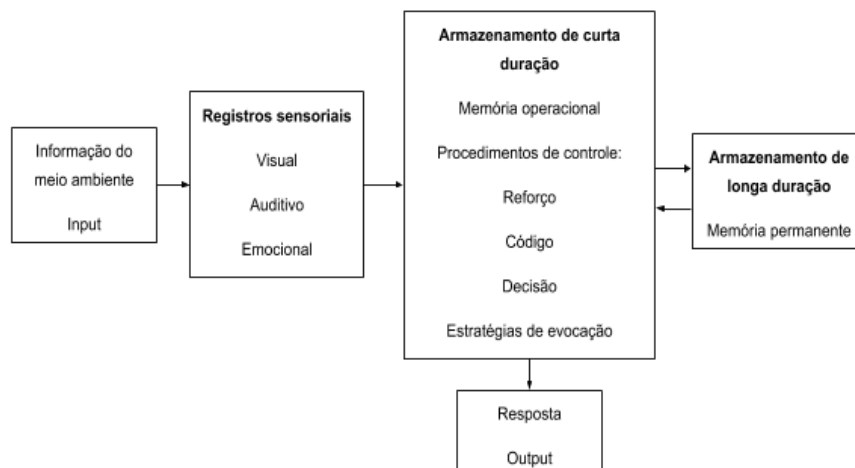 Informação do
meio ambiente
Input
Registros sensoriais
Visual
Auditivo
Emocional
Armazenamento de curta
duração
Memória operacional
Procedimentos de controle:
Reforço
Código
Decisão
Estratégias de evocação
Armazenamento de
longa duração
Memória permanente
Resposta
Output